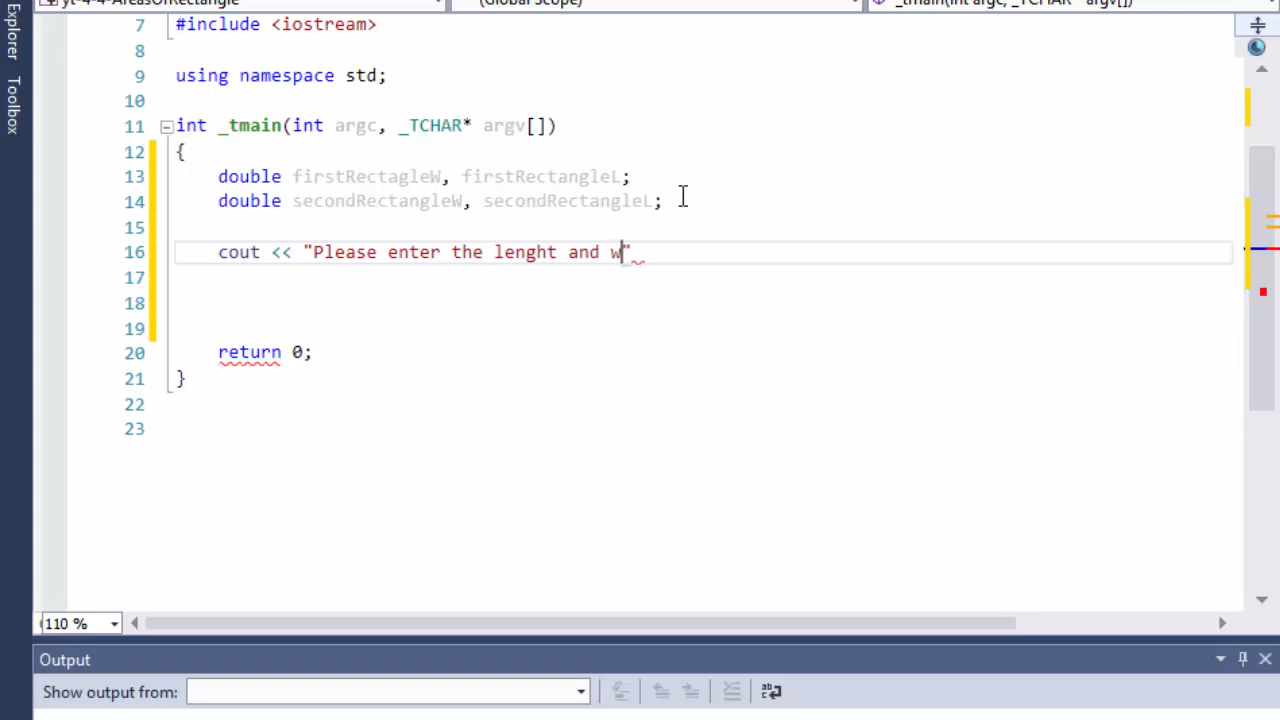 Explorer
Toolbox
yt-4-4-AreasOfRectangle (Global Scope) _tmain(int argc, _TCHAR* argv[])
7 #include <iostream>
8
9 using namespace std;
10
11 int _tmain(int argc, _TCHAR* argv[])
12 {
13 double firstRectagleW, firstRectangleL;
14 double secondRectangleW, secondRectangleL;
15
16 cout << "Please enter the lenght and w"
17
18
19
20 return 0;
21 }
22
23
110 %
Output
Show output from: